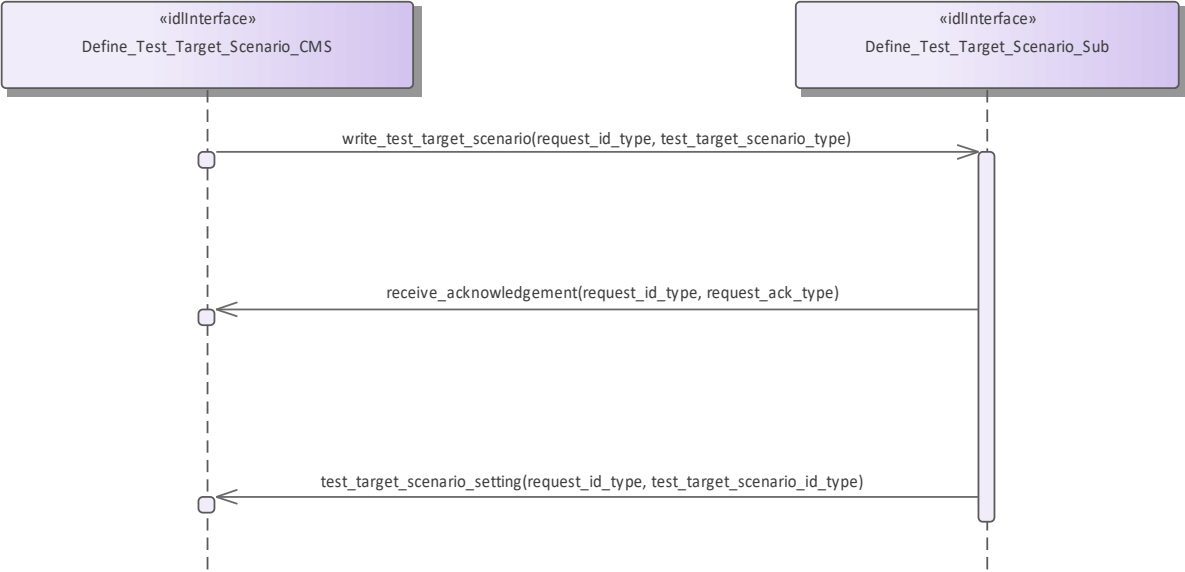 «idlInterface»
Define_Test_Target_Scenario_CMS
«idlInterface»
Define_Test_Target_Scenario_Sub
write_test_target_scenario(request_id_type, test_target_scenario_type)
receive_acknowledgement(request_id_type, request_ack_type)
test_target_scenario_setting(request_id_type, test_target_scenario_id_type)